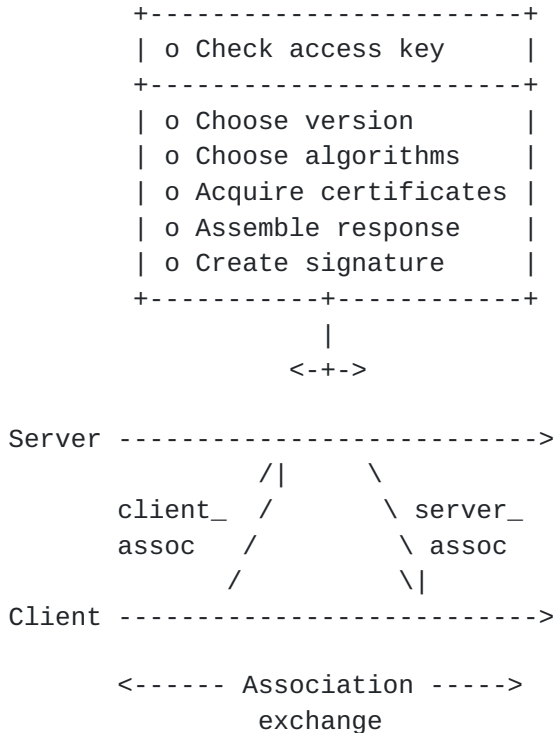 +------------------------+
| o Check access key     |
+------------------------+
| o Choose version       |
| o Choose algorithms    |
| o Acquire certificates |
| o Assemble response    |
| o Create signature     |
+-----------+------------+
            |
          <-+->
Server --------------------------->
         /|     \
client_  /       \ server_
assoc   /         \ assoc
       /          \|
Client --------------------------->
<------ Association ----->
exchange